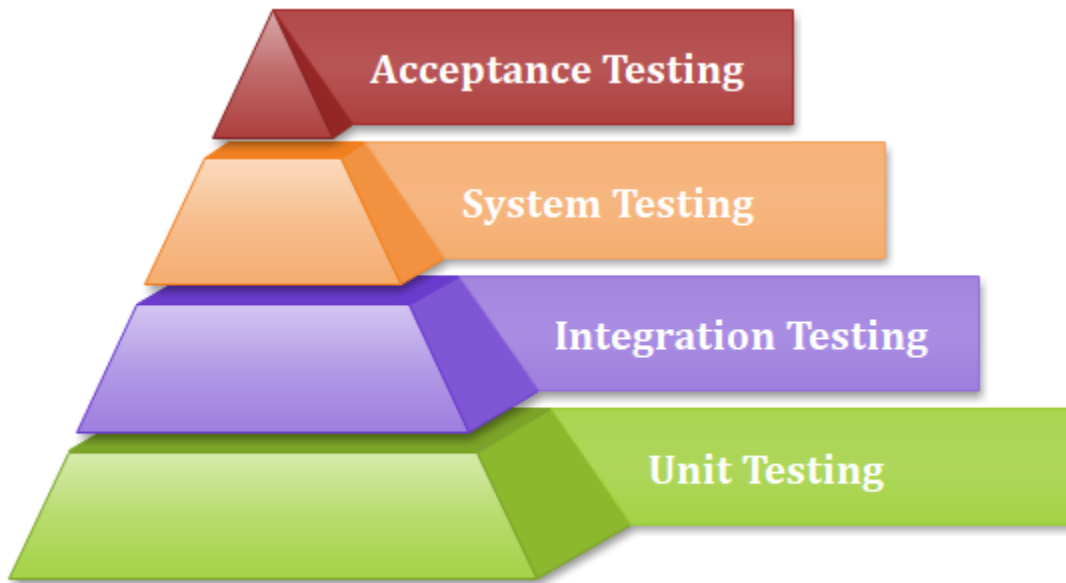 Acceptance Testing
System Testing
Integration Testing
Unit Testing